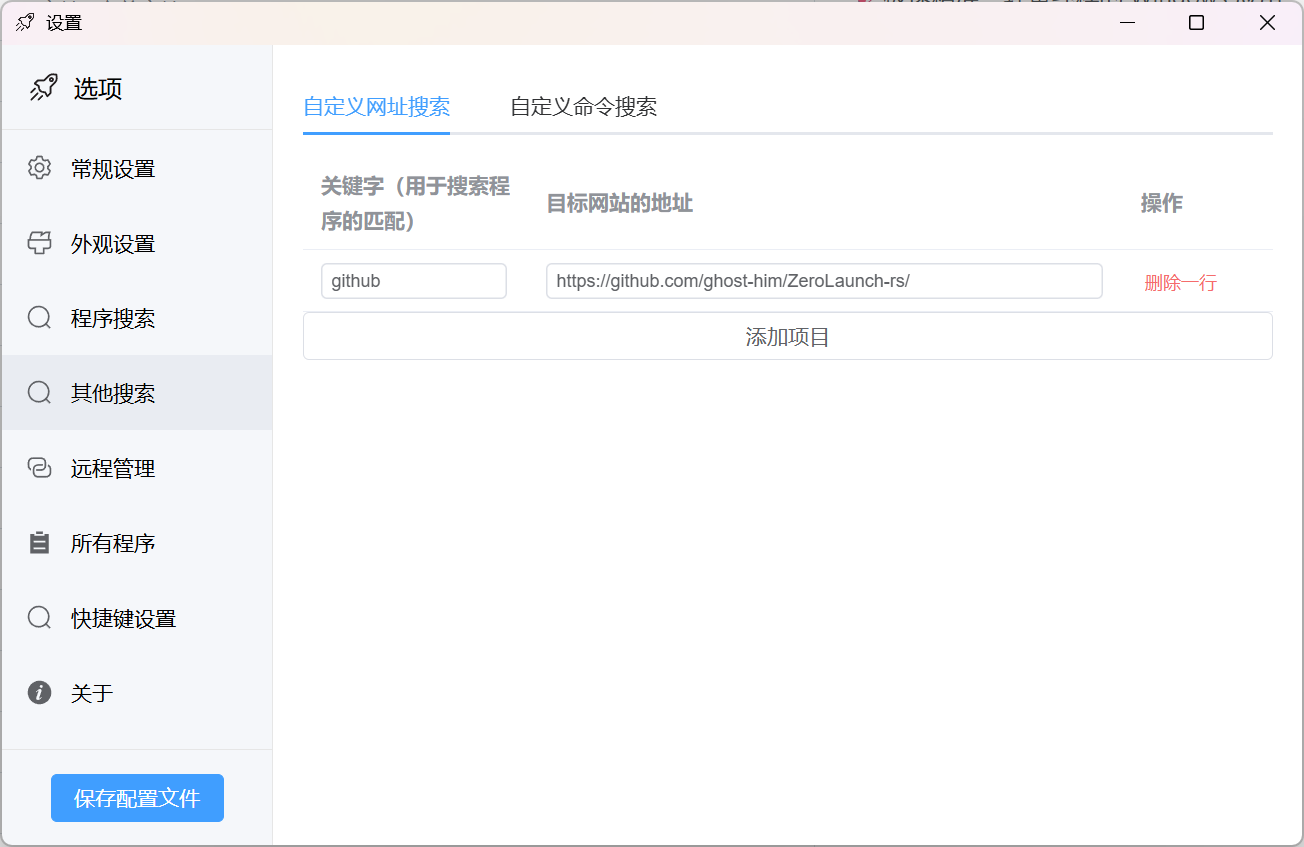 设置
选项
常规设置
外观设置
程序搜索
其他搜索
远程管理
所有程序
快捷键设置
关于
保存配置文件
自定义网址搜索 自定义命令搜索
关键字（用于搜索程
序的匹配）
目标网站的地址
操作
github
https://github.com/ghost-him/ZeroLaunch-rs/
删除一行
添加项目